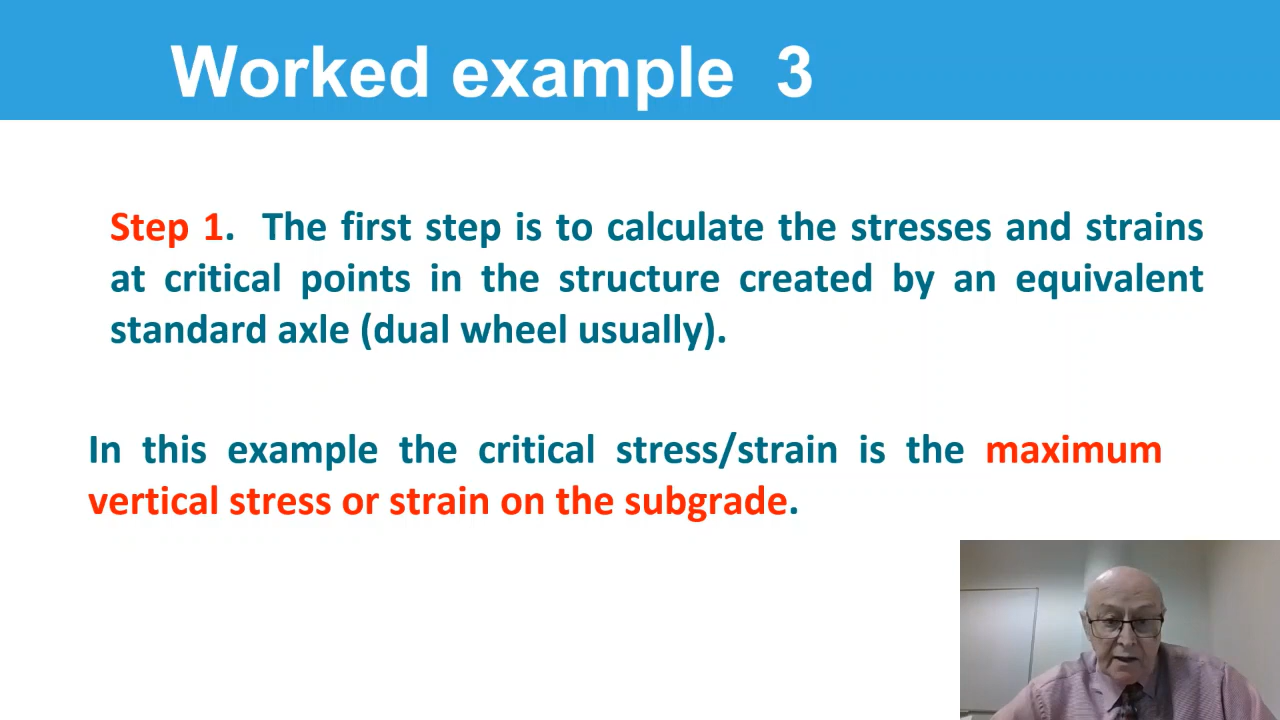 Worked example 3
Step 1. The first step is to calculate the stresses and strains
at critical points in the structure created by an equivalent
standard axle (dual wheel usually).
In this example the critical stress/strain is the maximum
vertical stress or strain on the subgrade.